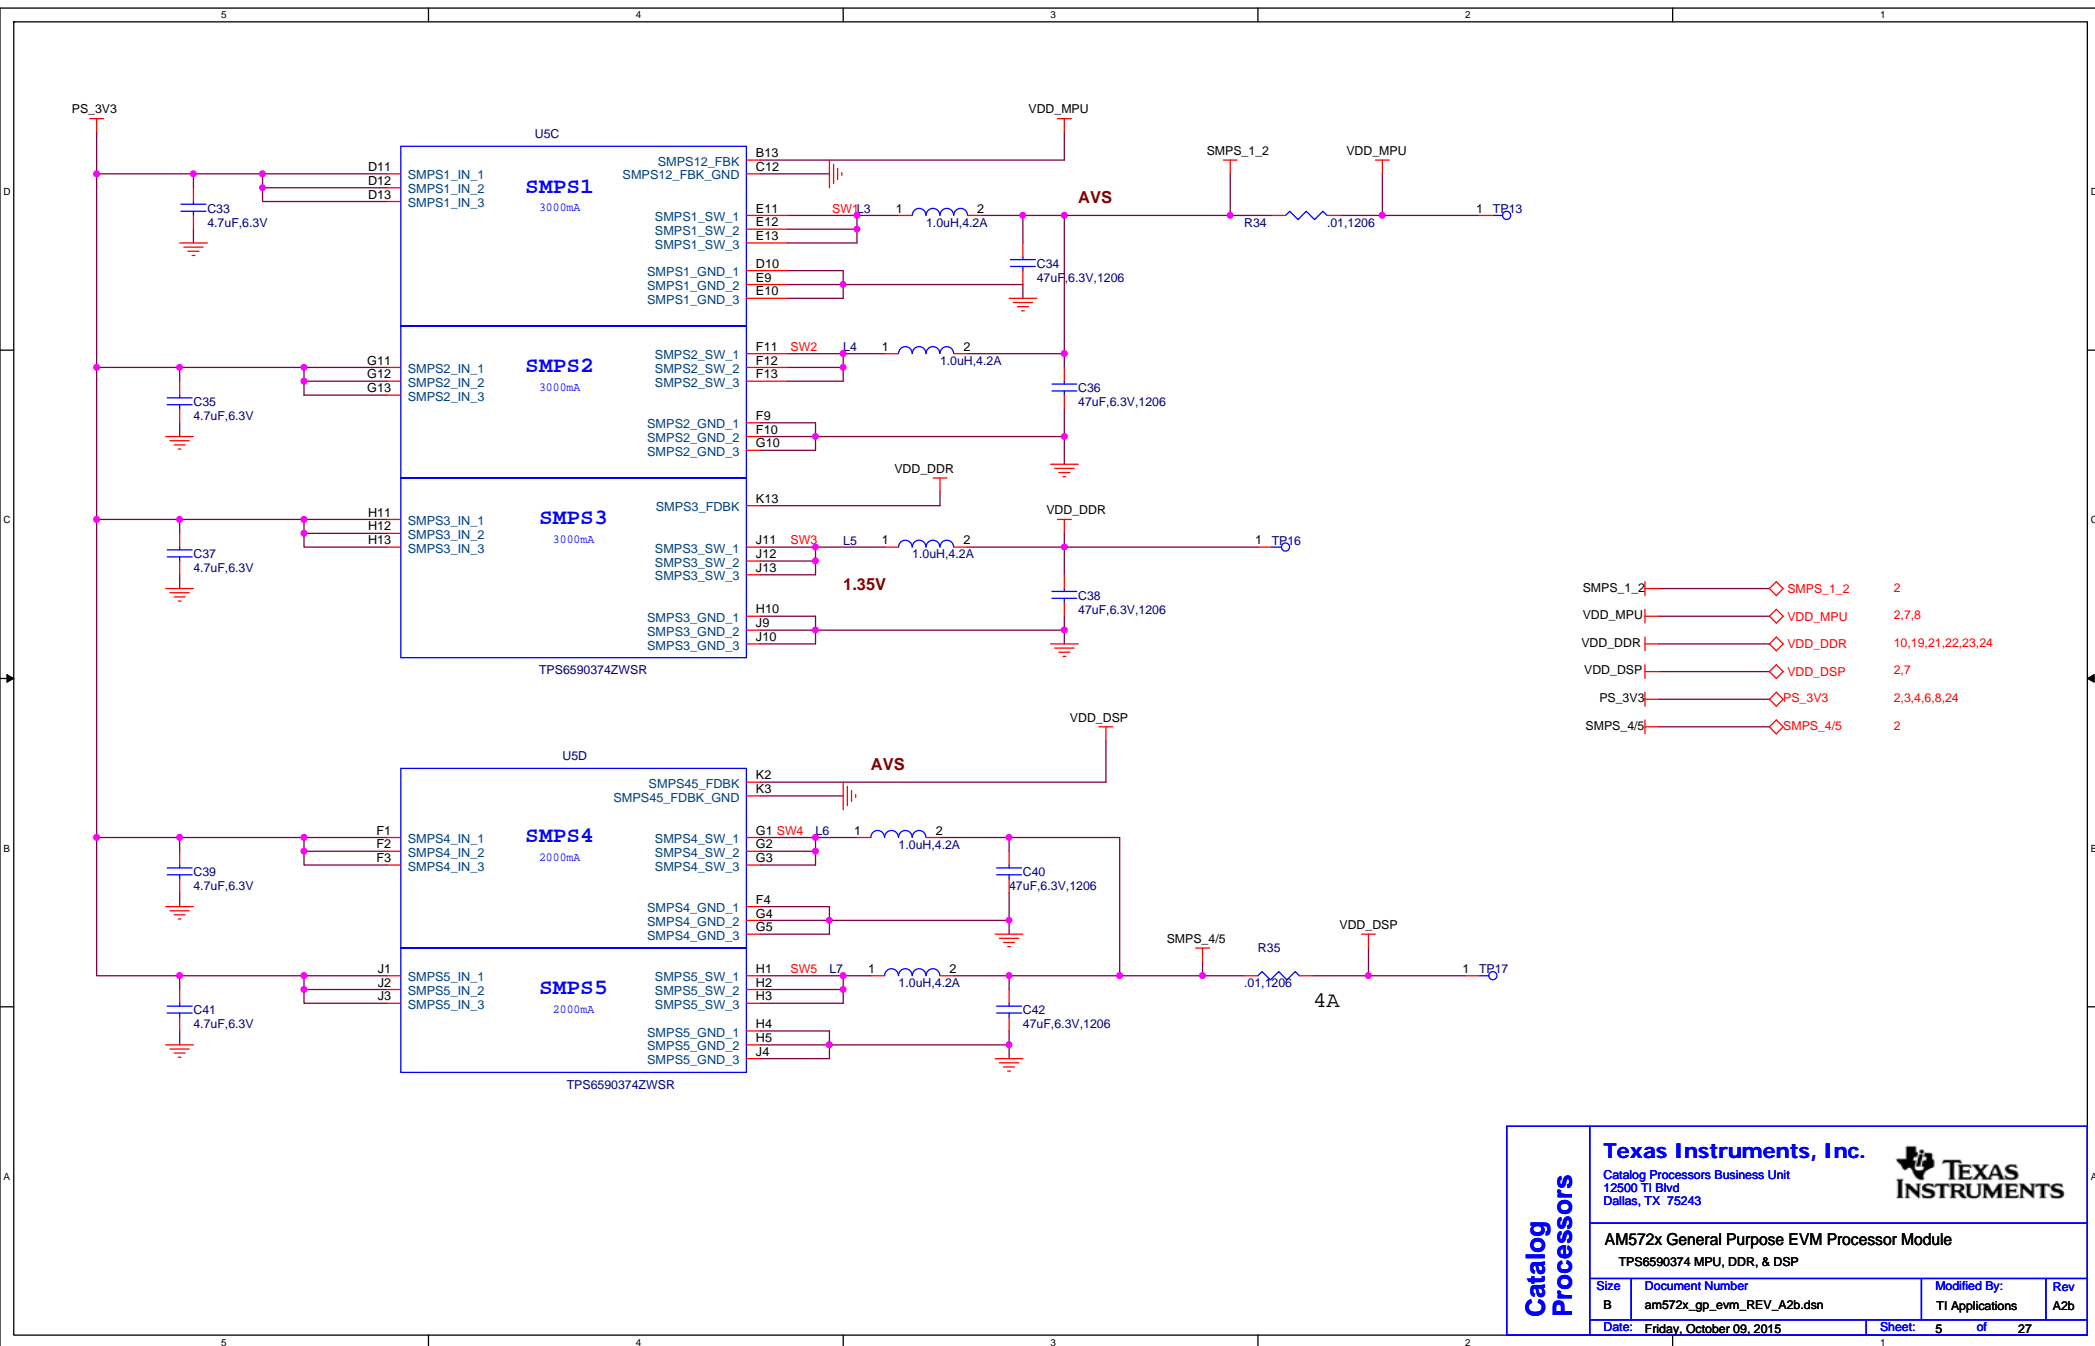 5 4 3 2 1
D
C
B
A
D
C
B
A
PS_3V3
U5C
SMPS1
3000mA
D11 SMPS1_IN_1
D12 SMPS1_IN_2
D13 SMPS1_IN_3
C33
4.7uF,6.3V
SMPS12_FBK B13
SMPS12_FBK_GND C12
SMPS1_SW_1 E11 SW1 L3 1 2
SMPS1_SW_2 E12
SMPS1_SW_3 E13
1.0uH,4.2A
SMPS1_GND_1 D10
SMPS1_GND_2 E9
SMPS1_GND_3 E10
VDD_MPU
AVS
C34
47uF,6.3V,1206
SMPS_1_2
VDD_MPU
R34 .01,1206
1 TP13
SMPS2
3000mA
G11 SMPS2_IN_1
G12 SMPS2_IN_2
G13 SMPS2_IN_3
C35
4.7uF,6.3V
SMPS2_SW_1 F11 SW2 L4 1 2
SMPS2_SW_2 F12
SMPS2_SW_3 F13
1.0uH,4.2A
SMPS2_GND_1 F9
SMPS2_GND_2 F10
SMPS2_GND_3 G10
C36
47uF,6.3V,1206
SMPS3
3000mA
H11 SMPS3_IN_1
H12 SMPS3_IN_2
H13 SMPS3_IN_3
C37
4.7uF,6.3V
VDD_DDR
SMPS3_FDBK K13
SMPS3_SW_1 J11 SW3 L5 1 2
SMPS3_SW_2 J12
SMPS3_SW_3 J13
1.0uH,4.2A
1.35V
SMPS3_GND_1 H10
SMPS3_GND_2 J9
SMPS3_GND_3 J10
VDD_DDR
1 TP16
C38
47uF,6.3V,1206
TPS6590374ZWSR
SMPS_1_2 SMPS_1_2 2
VDD_MPU VDD_MPU 2,7,8
VDD_DDR VDD_DDR 10,19,21,22,23,24
VDD_DSP VDD_DSP 2,7
PS_3V3 PS_3V3 2,3,4,6,8,24
SMPS_4/5 SMPS_4/5 2
U5D
SMPS4
2000mA
F1 SMPS4_IN_1
F2 SMPS4_IN_2
F3 SMPS4_IN_3
C39
4.7uF,6.3V
VDD_DSP
AVS
SMPS45_FDBK K2
SMPS45_FDBK_GND K3
SMPS4_SW_1 G1 SW4 L6 1 2
SMPS4_SW_2 G2
SMPS4_SW_3 G3
1.0uH,4.2A
SMPS4_GND_1 F4
SMPS4_GND_2 G4
SMPS4_GND_3 G5
C40
47uF,6.3V,1206
SMPS5
2000mA
J1 SMPS5_IN_1
J2 SMPS5_IN_2
J3 SMPS5_IN_3
C41
4.7uF,6.3V
SMPS5_SW_1 H1 SW5 L7 1 2
SMPS5_SW_2 H2
SMPS5_SW_3 H3
1.0uH,4.2A
SMPS5_GND_1 H4
SMPS5_GND_2 H5
SMPS5_GND_3 J4
C42
47uF,6.3V,1206
SMPS_4/5
R35
.01,1206
VDD_DSP
1 TP17
4A
TPS6590374ZWSR
Catalog
Processors
Texas Instruments, Inc.
Catalog Processors Business Unit
12500 TI Blvd
Dallas, TX 75243
TEXAS
INSTRUMENTS
AM572x General Purpose EVM Processor Module
TPS6590374 MPU, DDR, & DSP
Size Document Number Modified By: Rev
B am572x_gp_evm_REV_A2b.dsn TI Applications A2b
Date: Friday, October 09, 2015 Sheet: 5 of 27
5 4 3 2 1